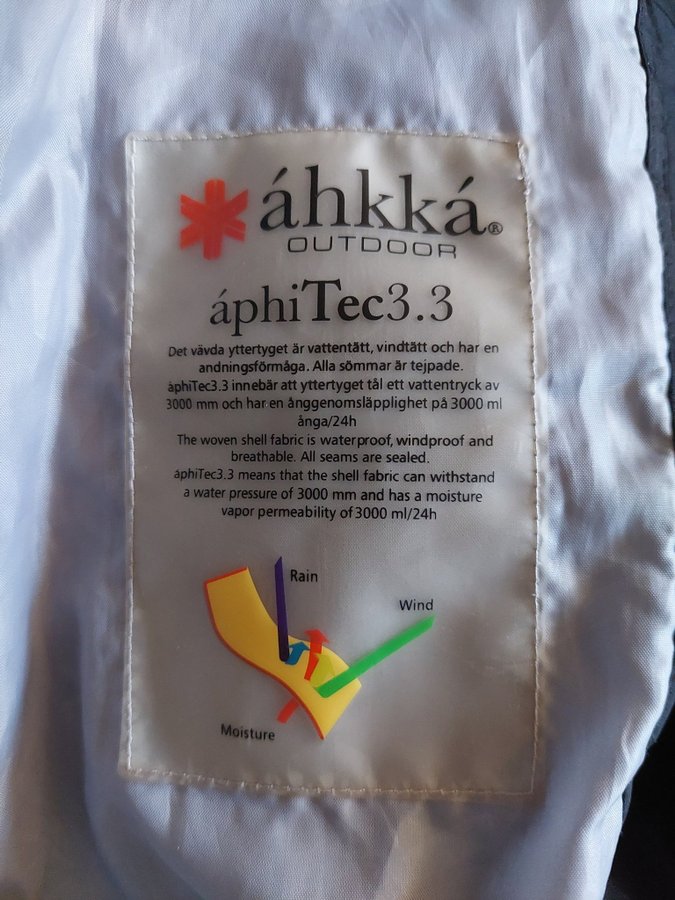 áhkká®
OUTDOOR
áphiTec3.3
Det vävda yttertyget är vattentätt, vindtätt och har en
andningsförmåga. Alla sömmar är tejpade.
áphiTec3.3 innebär att yttertyget tål ett vattentryck av
3000 mm och har en ånggenomsläpplighet på 3000 ml
ånga/24h
The woven shell fabric is waterproof, windproof and
breathable. All seams are sealed.
áphiTec3.3 means that the shell fabric can withstand
a water pressure of 3000 mm and has a moisture
vapor permeability of 3000 ml/24h
Rain
Wind
Moisture